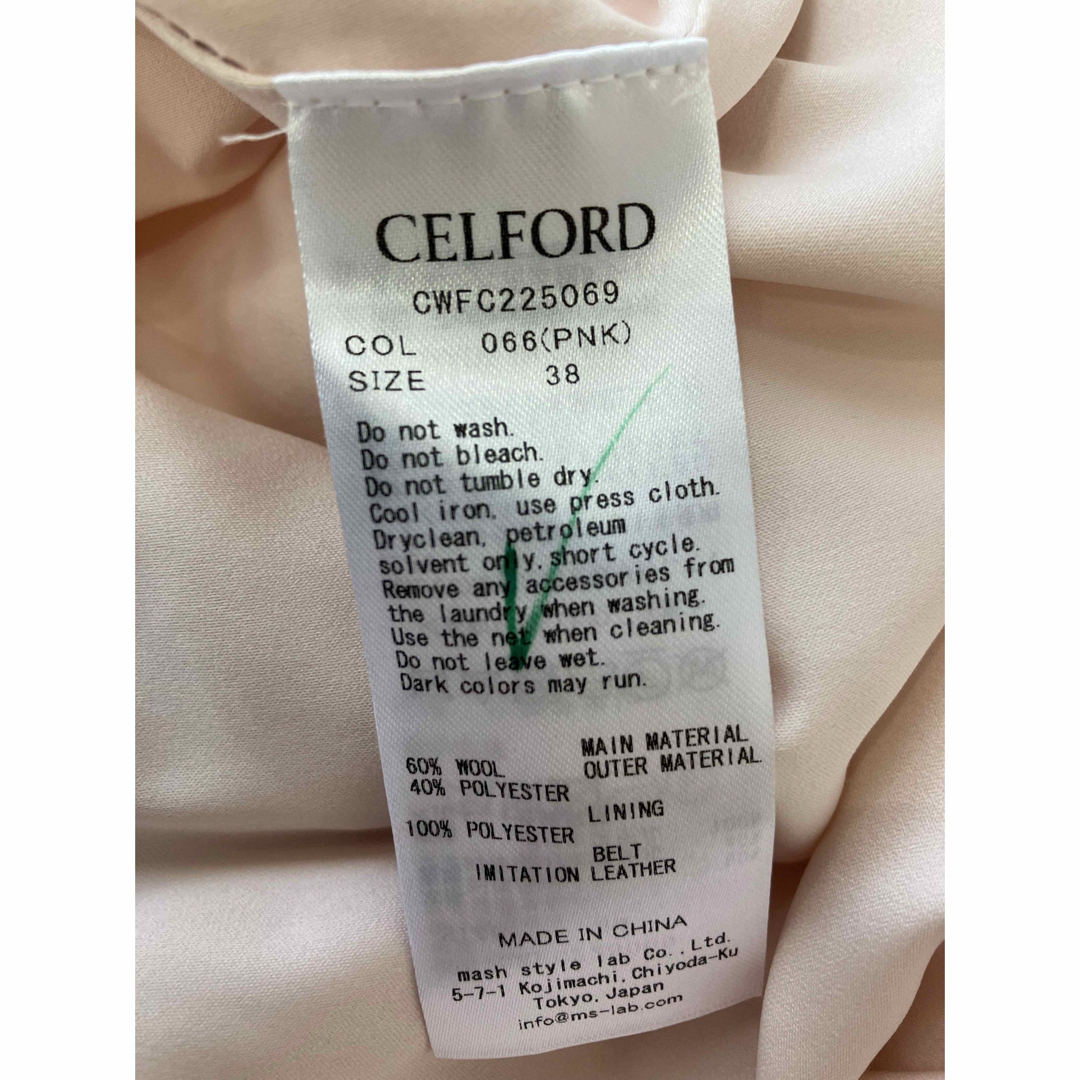 CELFORD
CWFC225069
COL 066(PNK)
SIZE 38
Do not wash.
Do not bleach.
Do not tumble dry.
Cool iron, use press cloth.
Dryclean, petroleum
solvent only, short cycle.
Remove any accessories from
the laundry when washing.
Use the net when cleaning.
Do not leave wet.
Dark colors may run.
MAIN MATERIAL
OUTER MATERIAL
60% WOOL
40% POLYESTER
LINING
100% POLYESTER
BELT
IMITATION LEATHER
MADE IN CHINA
mash style lab Co.,Ltd.
5-7-1 Kojimachi, Chiyoda-Ku
Tokyo, Japan
info@ms-lab.com